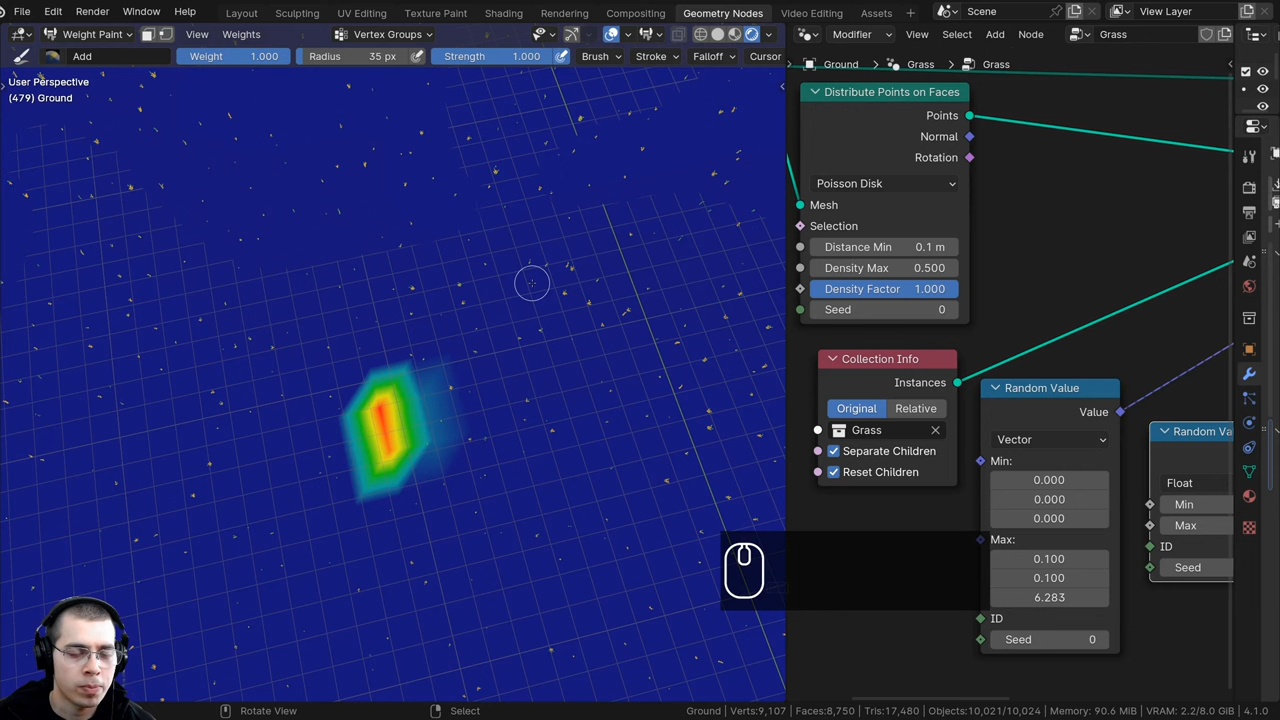 File Edit Render Window Help Layout Sculpting UV Editing Texture Paint Shading Rendering Compositing Geometry Nodes Video Editing Assets Scene View Layer
Weight Paint View Weights Vertex Groups Modifier View Select Add Node Grass
Add Weight 1.000 Radius 35 px Strength 1.000 Brush Stroke Falloff Cursor
Ground Grass Grass
User Perspective
(479) Ground
Distribute Points on Faces
Points
Normal
Rotation
Poisson Disk
Mesh
Selection
Distance Min 0.1 m
Density Max 0.500
Density Factor 1.000
Seed 0
Collection Info
Instances
Original Relative
Grass
Separate Children
Reset Children
Random Value
Value
Vector
Min:
0.000
0.000
0.000
Max:
0.100
0.100
6.283
ID
Seed 0
Random Va
Float
Min
Max
ID
Seed
Rotate View Select Ground | Verts:9,107 | Faces:8,750 | Tris:17,480 | Objects:10,021/10,024 | Memory: 90.6 MiB | VRAM: 2.2/8.0 GiB | 4.1.0